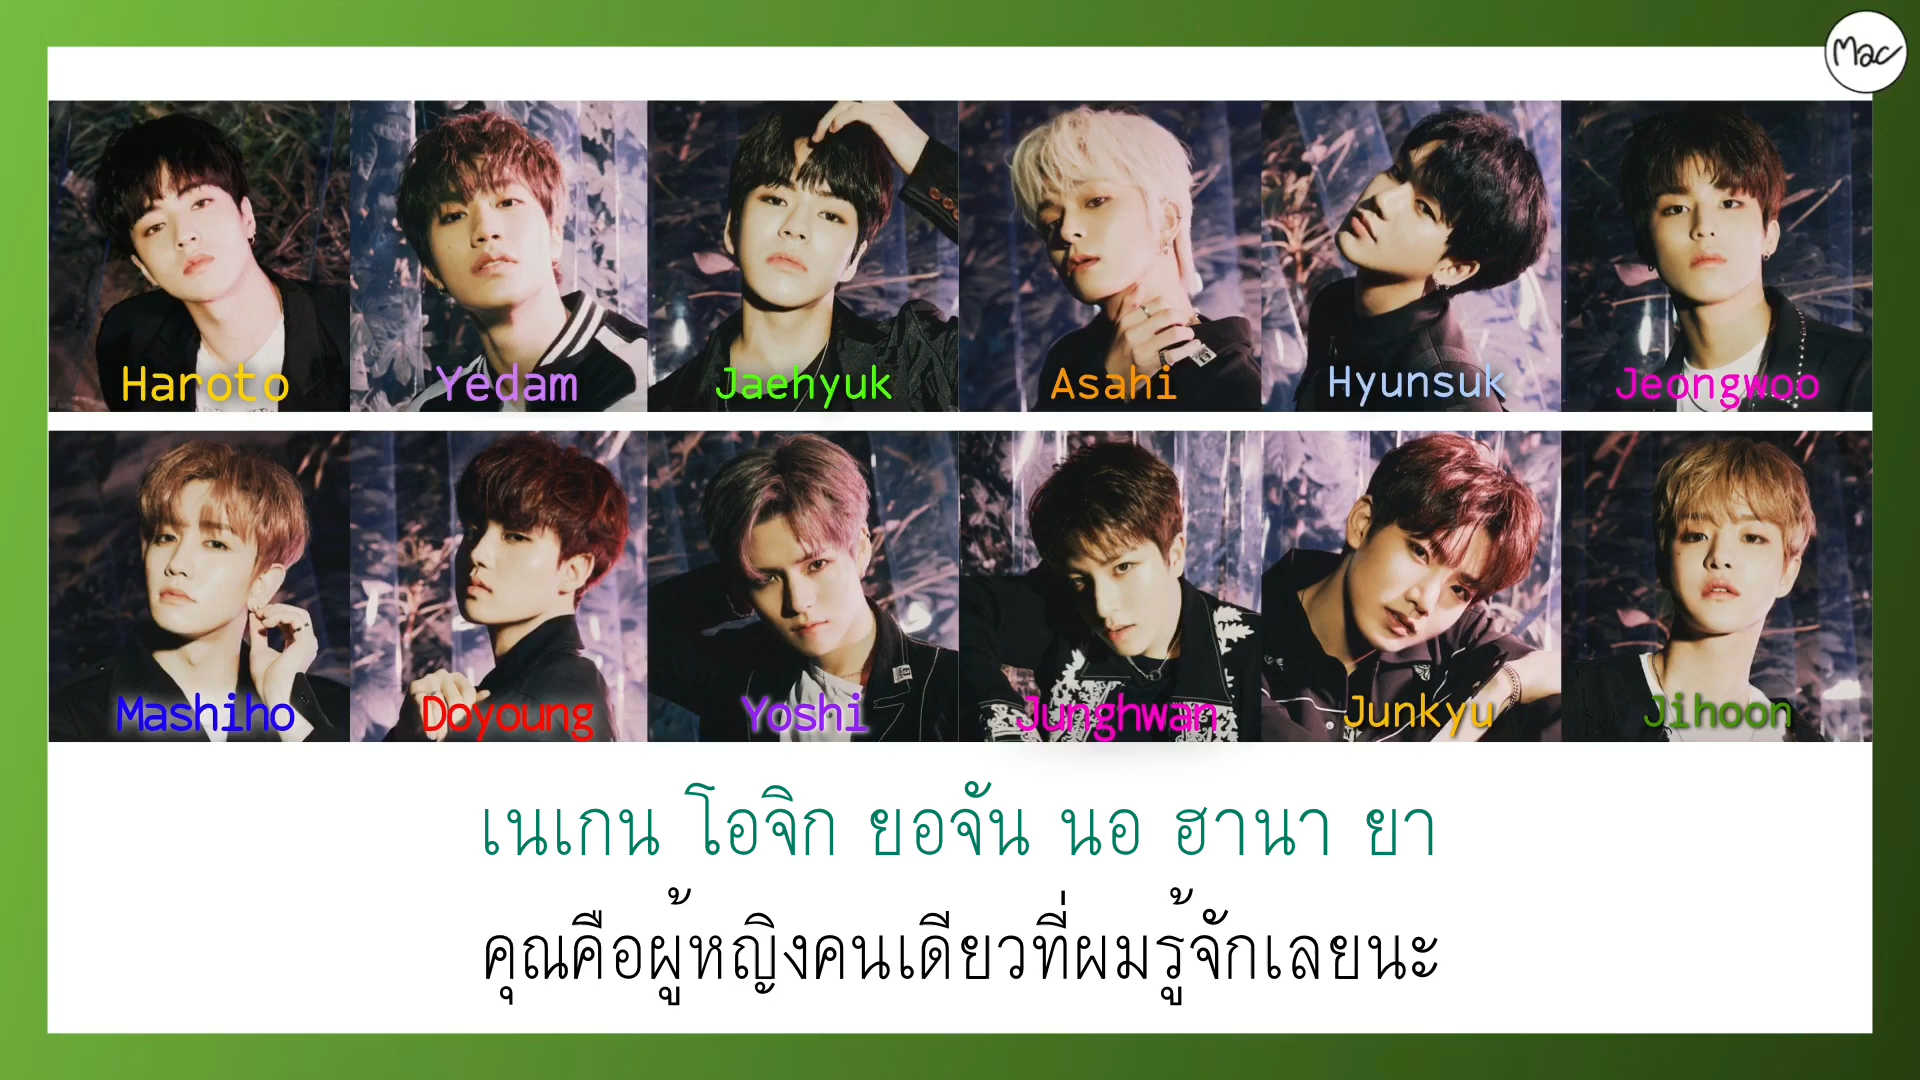 Mac
Haroto Yedam Jaehyuk Asahi Hyunsuk Jeongwoo
Mashiho Doyoung Yoshi Junghwan Junkyu Jihoon
เนเกน โอจิก ยอจัน นอ ฮานา ยา
คุณคือผู้หญิงคนเดียวที่ผมรู้จักเลยนะ